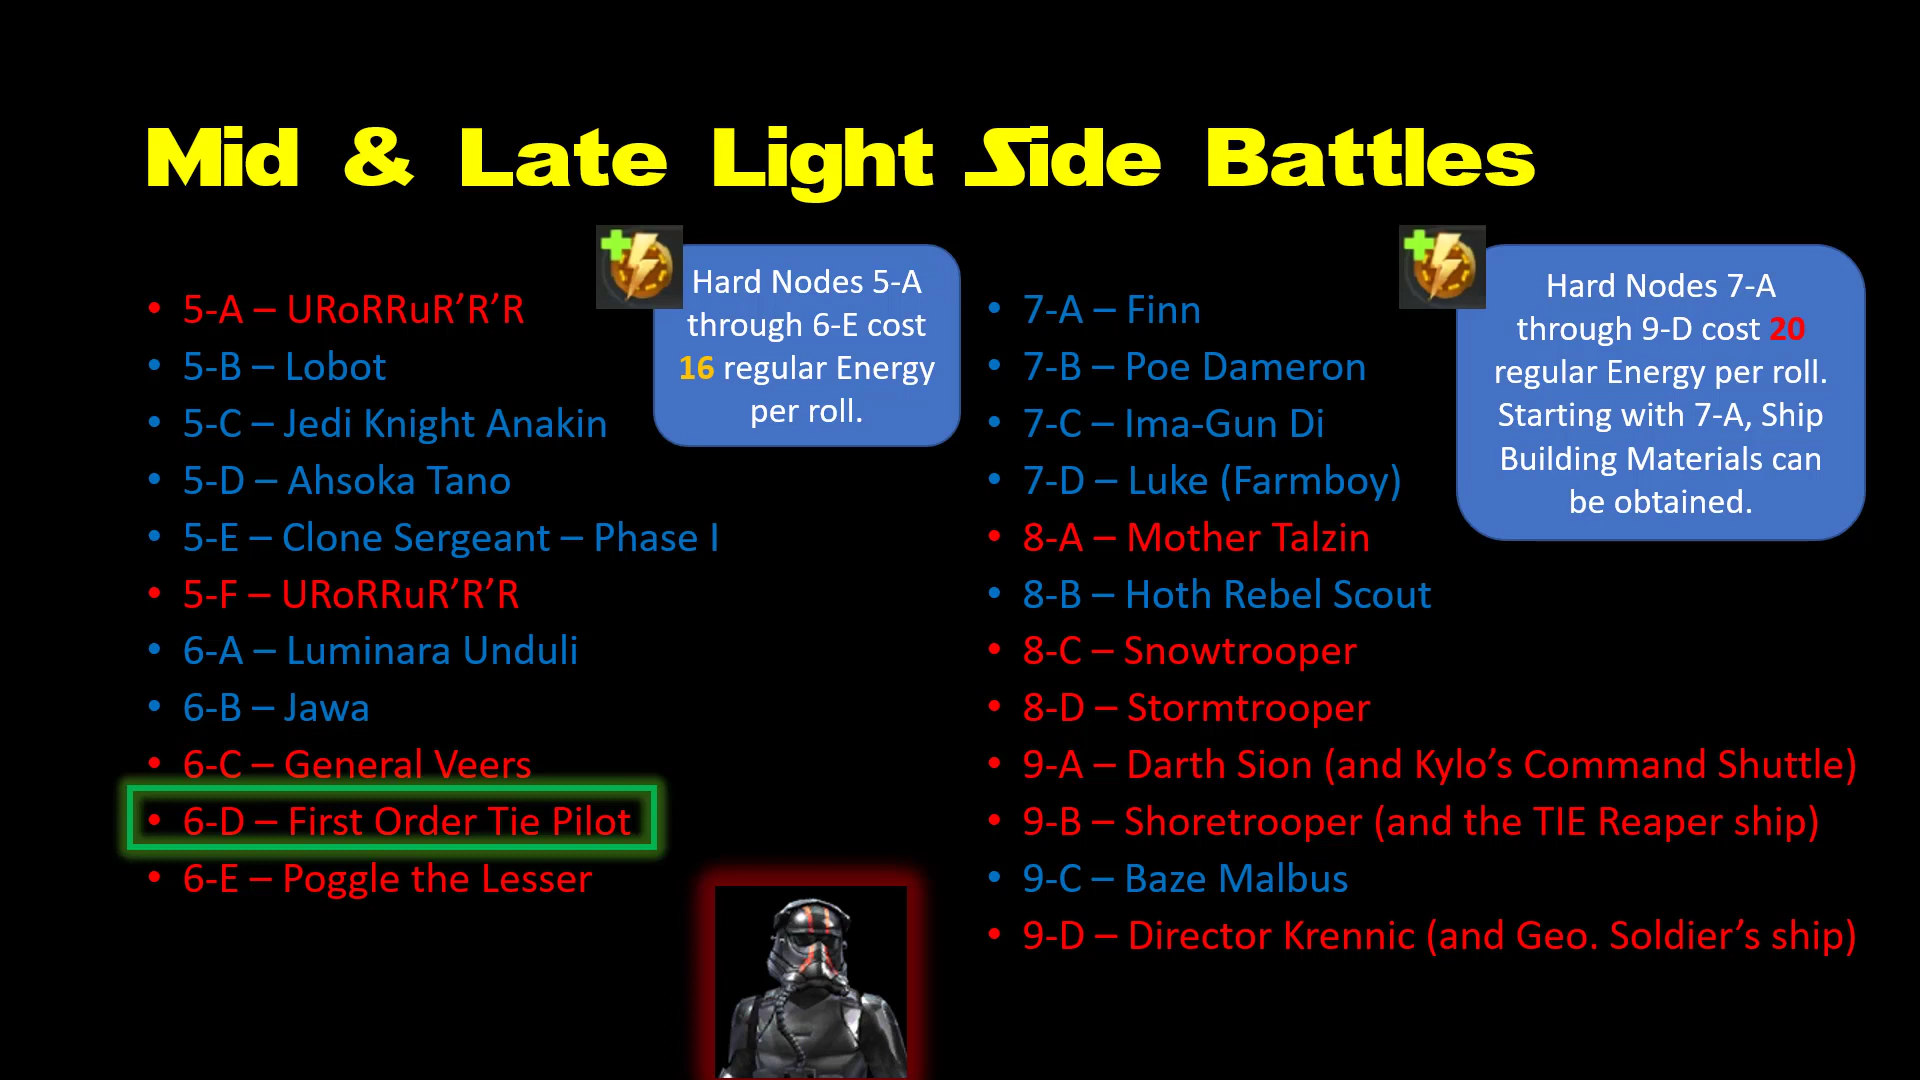 Mid & Late Light Side Battles
Hard Nodes 5-A
through 6-E cost
16 regular Energy
per roll.
• 5-A – URoRRuR’R’R
• 5-B – Lobot
• 5-C – Jedi Knight Anakin
• 5-D – Ahsoka Tano
• 5-E – Clone Sergeant – Phase I
• 5-F – URoRRuR’R’R
• 6-A – Luminara Unduli
• 6-B – Jawa
• 6-C – General Veers
• 6-D – First Order Tie Pilot
• 6-E – Poggle the Lesser
Hard Nodes 7-A
through 9-D cost 20
regular Energy per roll.
Starting with 7-A, Ship
Building Materials can
be obtained.
• 7-A – Finn
• 7-B – Poe Dameron
• 7-C – Ima-Gun Di
• 7-D – Luke (Farmboy)
• 8-A – Mother Talzin
• 8-B – Hoth Rebel Scout
• 8-C – Snowtrooper
• 8-D – Stormtrooper
• 9-A – Darth Sion (and Kylo’s Command Shuttle)
• 9-B – Shoretrooper (and the TIE Reaper ship)
• 9-C – Baze Malbus
• 9-D – Director Krennic (and Geo. Soldier’s ship)